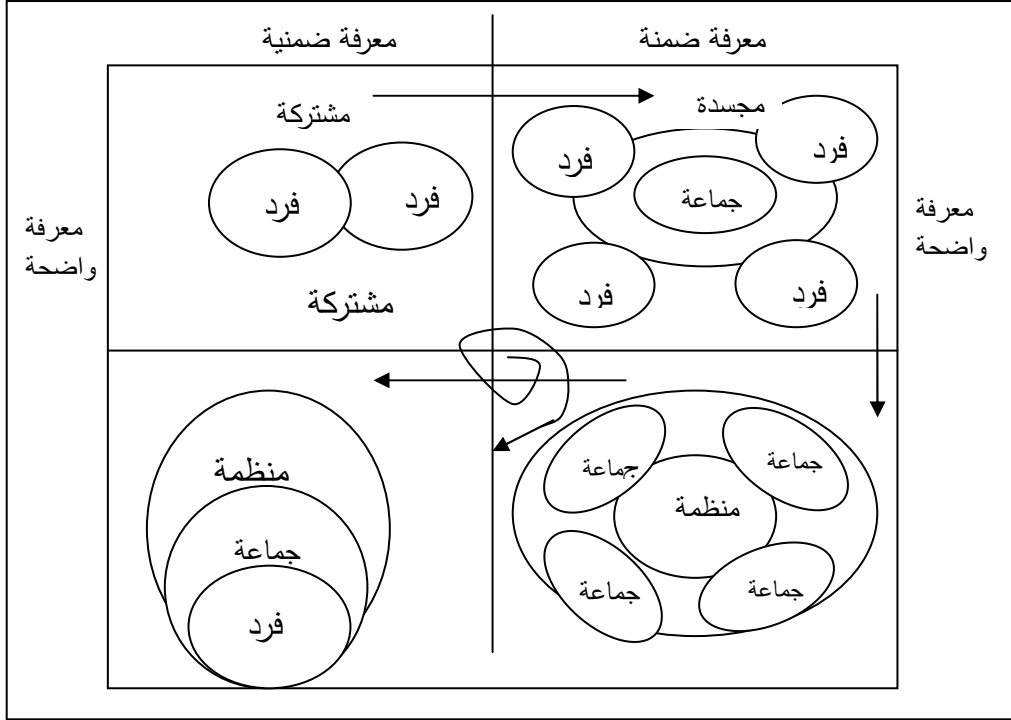 معرفة ضمنة
معرفة ضمنية
مجسدة
مشتركة
فرد
فرد
فرد
فرد
جماعة
معرفة
واضحة
معرفة
واضحة
فرد
فرد
مشتركة
جماعة
جماعة
منظمة
جماعة
جماعة
منظمة
جماعة
فرد